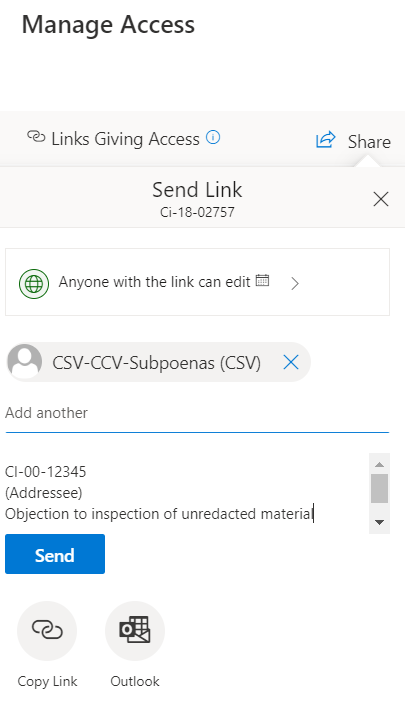 Manage Access
Links Giving Access
Share
Send Link
Ci-18-02757
Anyone with the link can edit
CSV-CCV-Subpoenas (CSV)
Add another
CI-00-12345
(Addressee)
Objection to inspection of unredacted material
Send
Copy Link
Outlook